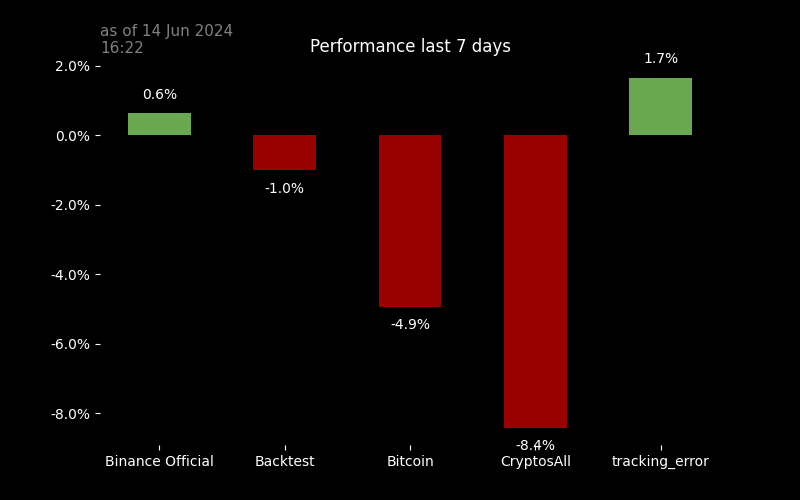 as of 14 Jun 2024
16:22
Performance last 7 days
2.0%
0.0%
-2.0%
-4.0%
-6.0%
-8.0%
0.6%
-1.0%
-4.9%
-8.4%
1.7%
Binance Official
Backtest
Bitcoin
CryptosAll
tracking_error